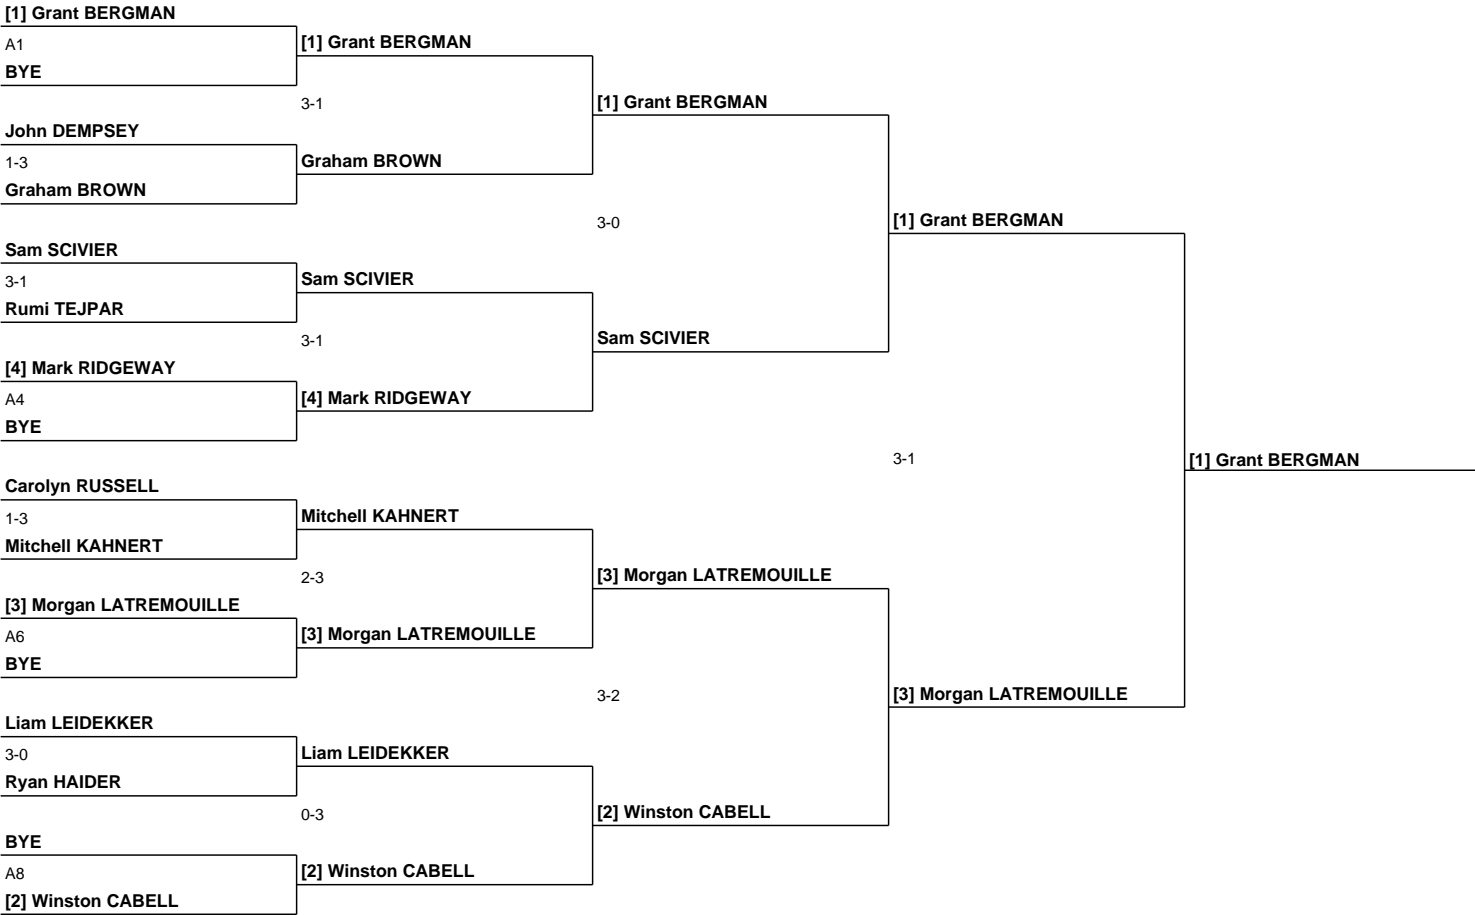 [1] Grant BERGMAN
A1
BYE
John DEMPSEY
1-3
Graham BROWN
Sam SCIVIER
3-1
Rumi TEJPAR
[4] Mark RIDGEWAY
A4
BYE
Carolyn RUSSELL
1-3
Mitchell KAHNERT
[3] Morgan LATREMOUILLE
A6
BYE
Liam LEIDEKKER
3-0
Ryan HAIDER
BYE
A8
[2] Winston CABELL
[1] Grant BERGMAN
3-1
Graham BROWN
Sam SCIVIER
3-1
[4] Mark RIDGEWAY
Mitchell KAHNERT
2-3
[3] Morgan LATREMOUILLE
Liam LEIDEKKER
0-3
[2] Winston CABELL
[1] Grant BERGMAN
3-0
Sam SCIVIER
[3] Morgan LATREMOUILLE
3-2
[2] Winston CABELL
[1] Grant BERGMAN
3-1
[3] Morgan LATREMOUILLE
[1] Grant BERGMAN